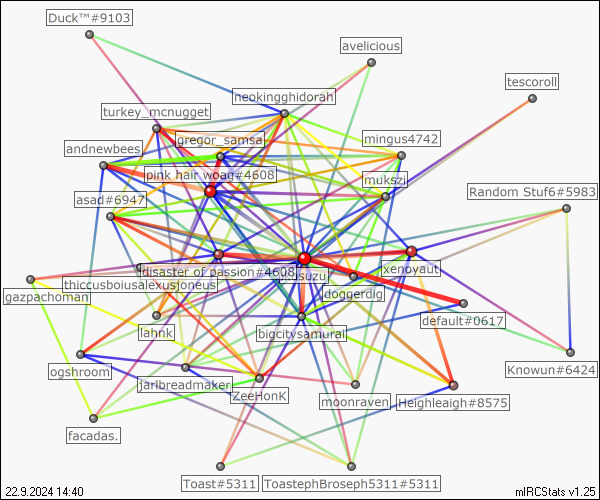 Duck™#9103
avelicious
tescoroll
neokingghidorah
turkey_mcnugget
gregor_samsa
mingus4742
andnewbees
pink hair woag#4608
mukszi
Random Stuf6#5983
asad#6947
disaster of passion#4608
xenoyaut
thiccusboiusalexusjoneus
gazpachoman
doggerdig
default#0617
lahnk
bigcitysamurai
ogshroom
Knowun#6424
jarlbreadmaker
ZeeHonK
moonraven
Heighleigh#8575
facadas.
Toast#5311
ToastephBroseph5311#5311
22.9.2024 14:40
mIRCStats v1.25